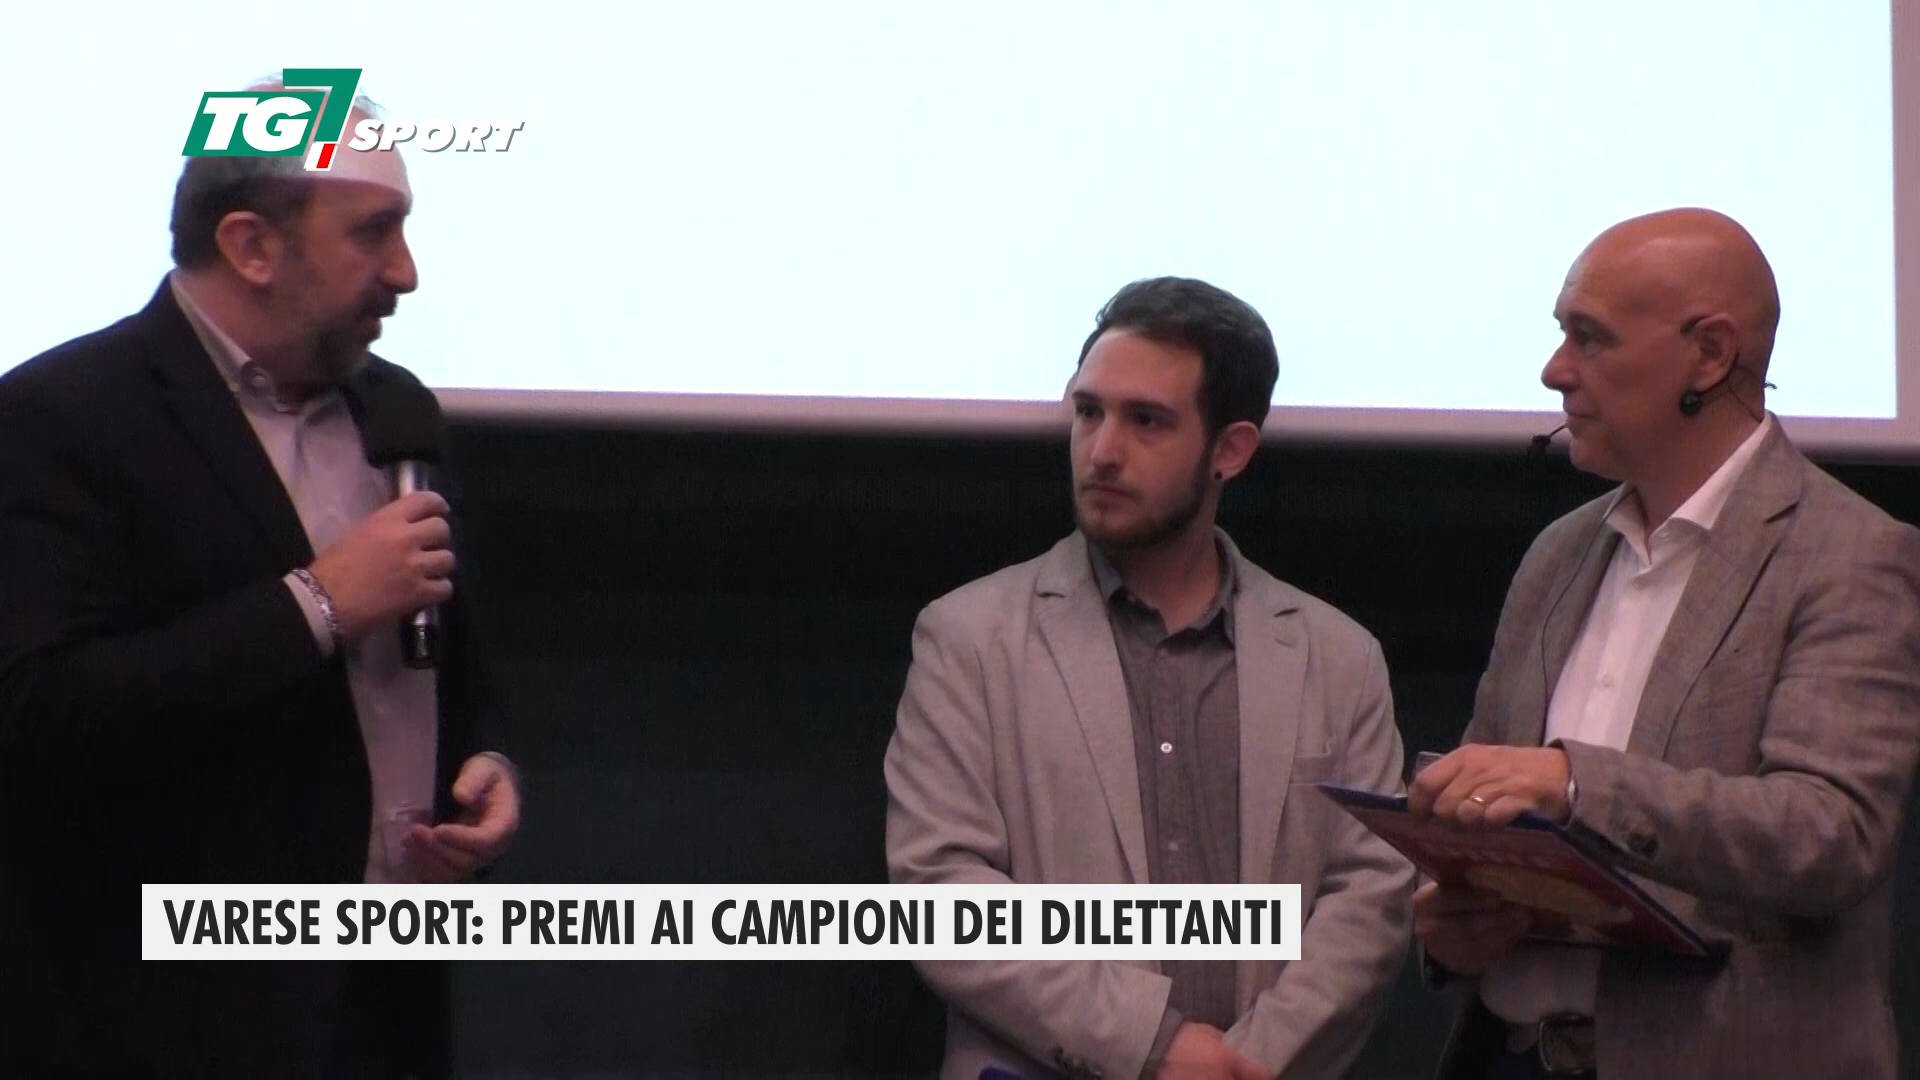 TG7 SPORT
VARESE SPORT: PREMI AI CAMPIONI DEI DILETTANTI